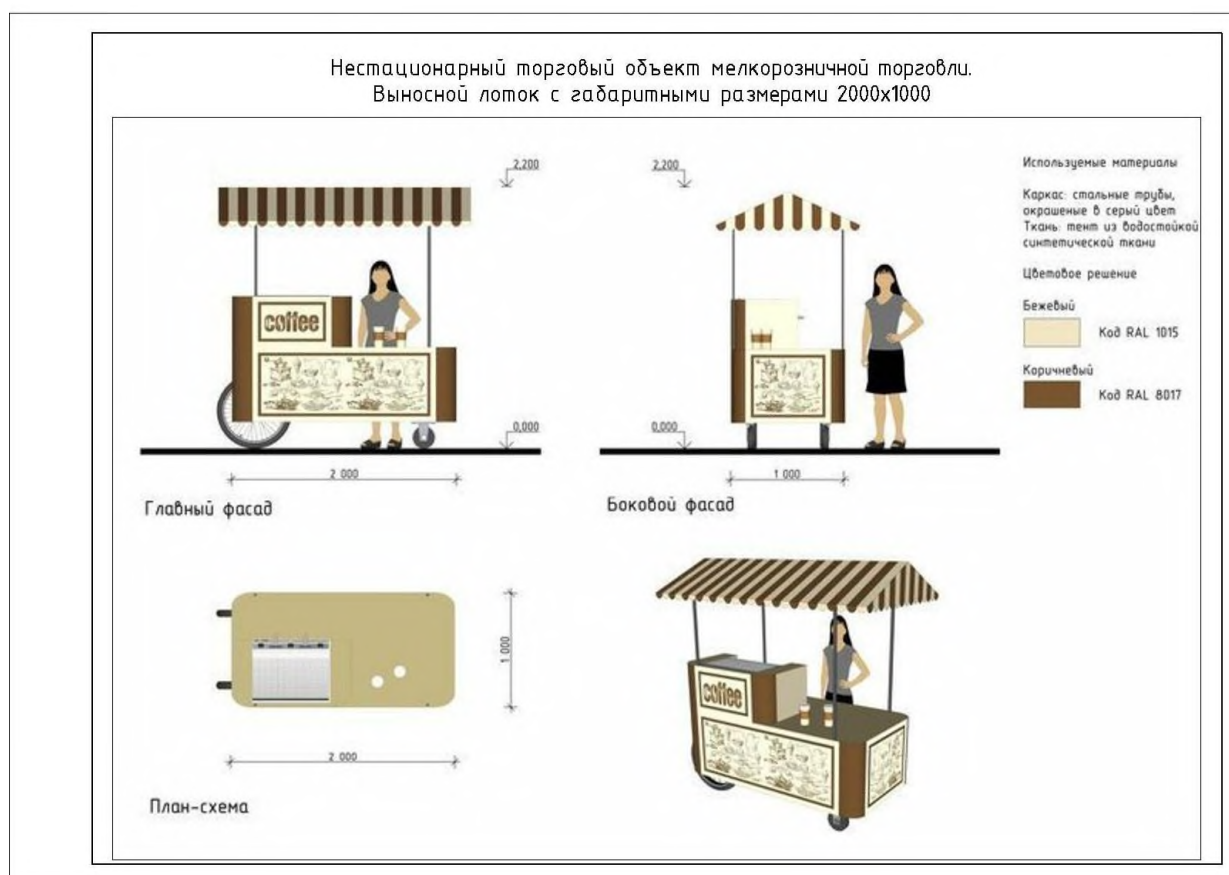 Нестационарный торговый объект мелкорозничной торговли.
Выносной лоток с габаритными размерами 2000х1000
2,200
2,200
Используемые материалы
Каркас: стальные трубы,
окрашеные в серый цвет
Ткань: тент из водостойкой
синтетической ткани
Цветовое решение
Бежевый
Код RAL 1015
Коричневый
Код RAL 8017
coffee
0,000
0,000
2 000
1 000
Главный фасад
Боковой фасад
1 000
2 000
План-схема
coffee